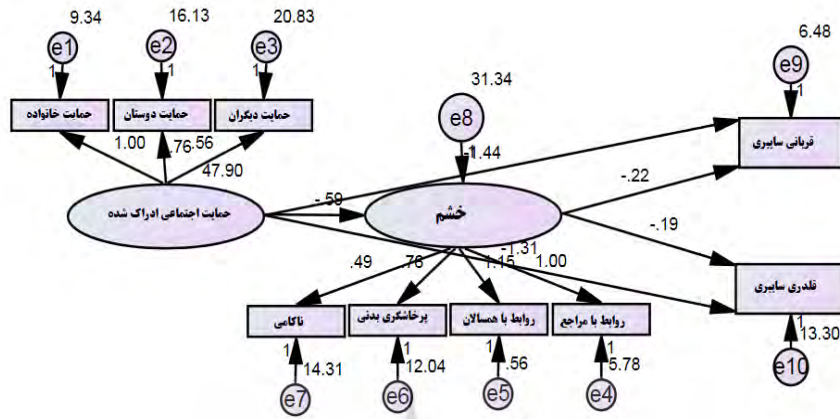 9.34
16.13
20.83
6.48
e1
e2
e3
e9
31.34
1
1
1
1
e8
حمایت خانواده
حمایت دوستان
حمایت دیگران
قربانی سایبری
1.00
.76
.56
-1.44
47.90
-.22
-.59
حمایت اجتماعی ادراک شده
خشم
-.19
-1.31
.49
.76
1.15
1.00
قلدری سایبری
ناکامی
پرخاشگری بدنی
روابط با همسالان
روابط با مراجع
1
13.30
1
14.31
1
12.04
1
.56
1
5.78
e10
e7
e6
e5
e4